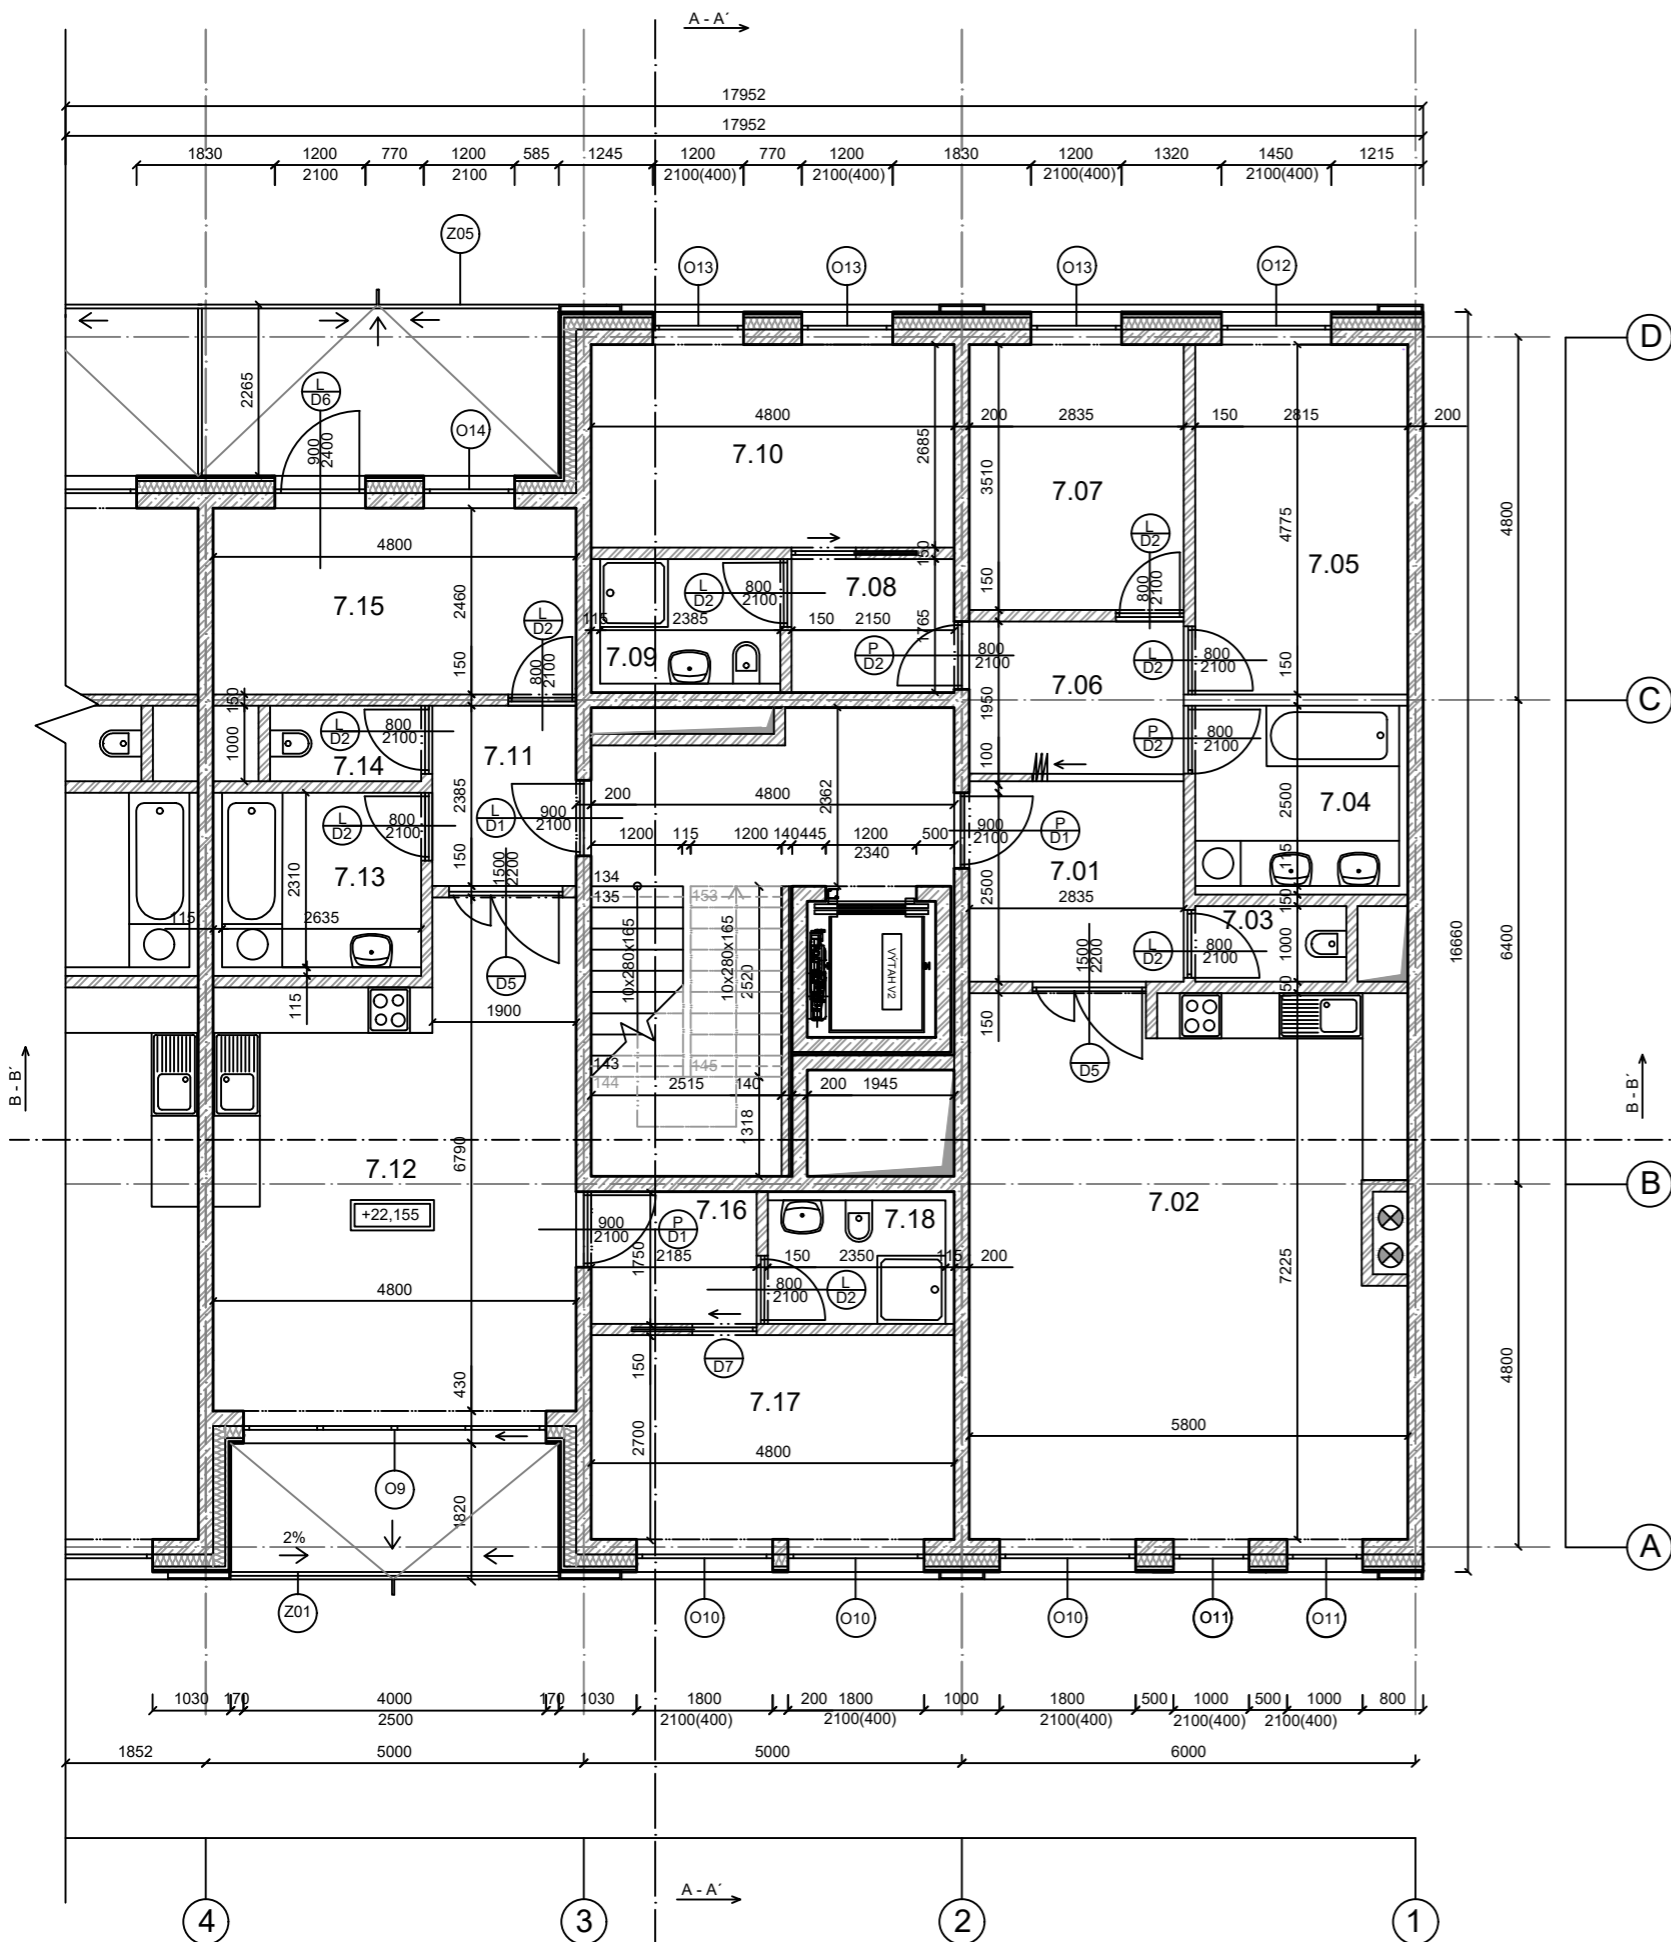 A - A´
17952
17952
1830 1200 770 1200 585 1245 1200 770 1200 1830 1200 1320 1450 1215
2100 2100 2100(400) 2100(400) 2100(400) 2100(400)
Z05
O13 O13 O13 O12
D
2265
L
D6
900
2400
O14
4800 200 2835 150 2815 200
7.10
2685
3510
7.07
4775
4800
4800
L
D2
800
2100
7.15
2460
150
7.08
7.05
L
D2
800
2100
150
L
D2
800
2100
115 2385 150 2150
1765
7.09
P
D2
800
2100
L
D2
800
2100
150
150
7.06
1950
C
150
1000
L
D2
800
2100
7.14
7.11
P
D2
800
2100
100
2385
200 4800
2362
7.04
2500
L
D2
800
2100
L
D1
900
2100
1200 115 1200 140 445 1200 500
2340
900
2100
P
D1
7.13
2310
150
1500
2200
134
135
153
7.01
115
2635
115
10x280x165
10x280x165
2520
VÝTAH V2
2500
2835
150
7.03
1000
L
D2
800
2100
1500
2200
16660
6400
D5
115
1900
150
50
143
144
145
2515 140 200 1945
D5
B - B´
B - B´
1318
7.12
6790
+22,155
7.16
7.18
7.02
B
900
2100
P
D1
1750
2185 150 2350 115 200
800
2100
L
D2
7225
4800
D7
150
430
7.17
4800
2700
4800
5800
O9
1820
2%
A
Z01
O10 O10 O10 O11 O11
1030 170 4000 170 1030 1800 200 1800 1000 1800 500 1000 500 1000 800
2500 2100(400) 2100(400) 2100(400) 2100(400) 2100(400)
1852 5000 5000 6000
A - A´
4 3 2 1